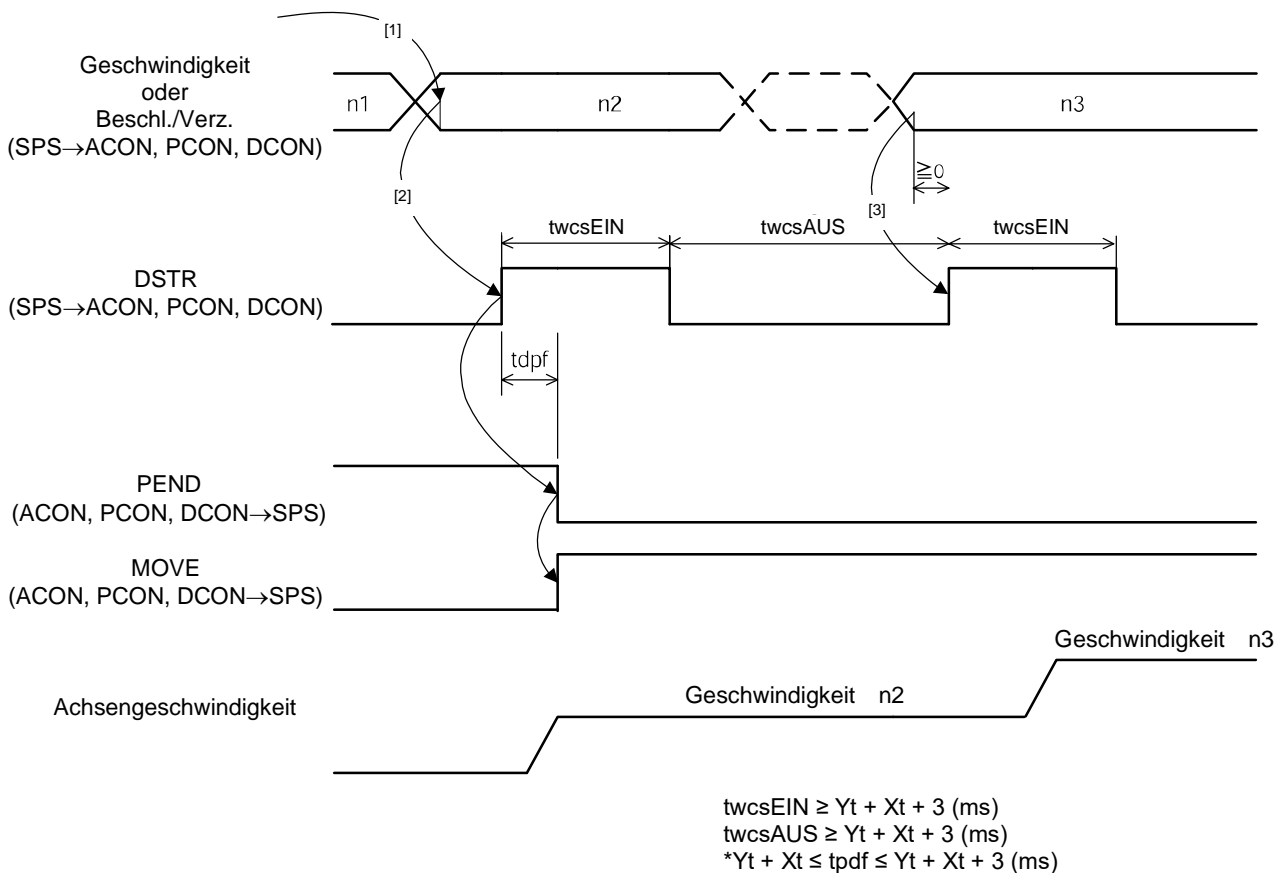 [1]
Geschwindigkeit
oder
Beschl./Verz.
(SPS→ACON, PCON, DCON)
n1
n2
n3
≧0
[2]
[3]
twcsEIN
twcsAUS
twcsEIN
DSTR
(SPS→ACON, PCON, DCON)
tdpf
PEND
(ACON, PCON, DCON→SPS)
MOVE
(ACON, PCON, DCON→SPS)
Geschwindigkeit n3
Geschwindigkeit n2
Achsengeschwindigkeit
twcsEIN ≥ Yt + Xt + 3 (ms)
twcsAUS ≥ Yt + Xt + 3 (ms)
*Yt + Xt ≤ tpdf ≤ Yt + Xt + 3 (ms)